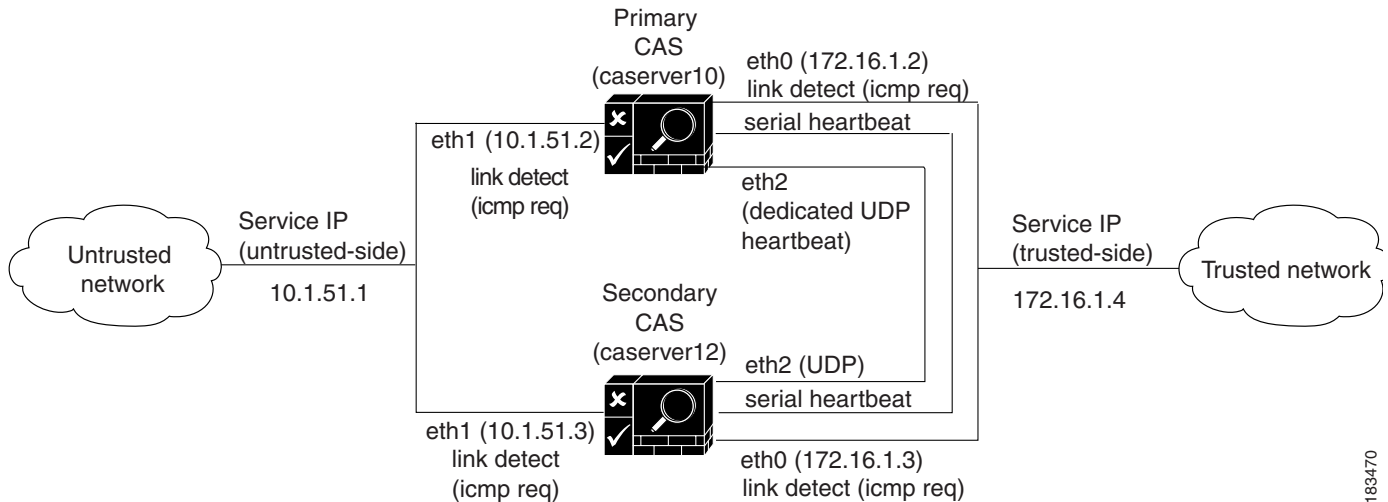 Primary
CAS
(caserver10)
eth0 (172.16.1.2)
link detect (icmp req)
serial heartbeat
eth1 (10.1.51.2)
link detect
(icmp req)
eth2
(dedicated UDP
heartbeat)
Untrusted
network
Service IP
(untrusted-side)
10.1.51.1
Service IP
(trusted-side)
172.16.1.4
Trusted network
Secondary
CAS
(caserver12)
eth2 (UDP)
serial heartbeat
eth1 (10.1.51.3)
link detect
(icmp req)
eth0 (172.16.1.3)
link detect (icmp req)
183470